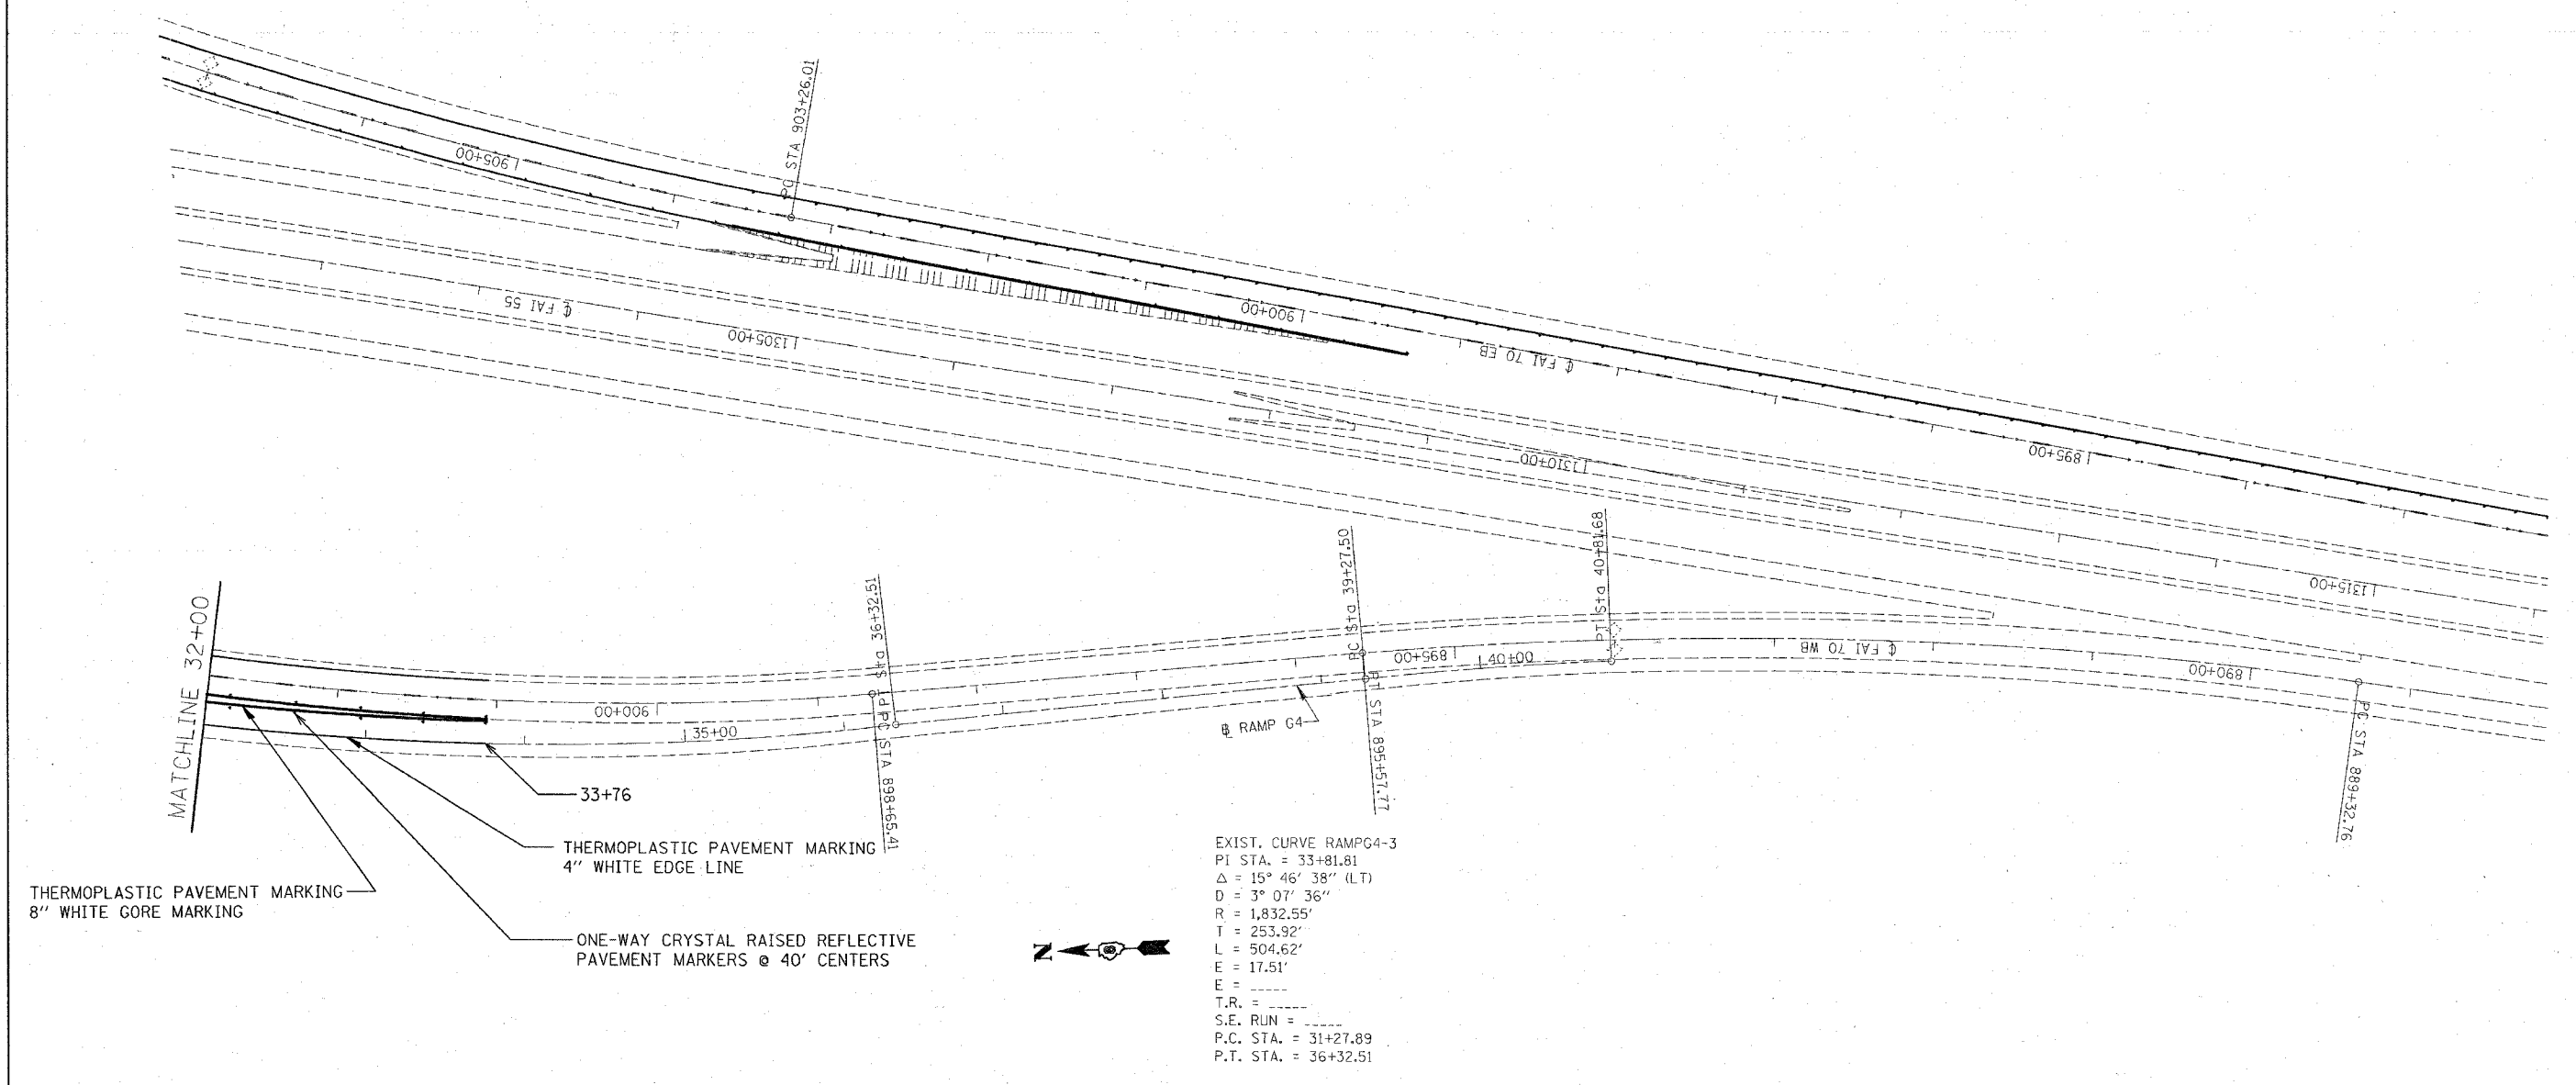 PC STA 903+26.01
905+00
900+00
℄ FAI 70 EB
895+00
℄ FAI 55
1305+00
1310+00
1315+00
MATCHLINE 32+00
900+00
35+00
PI Sta 36+32.51
PC STA 898+65.41
PC Sta 39+27.50
PT STA 895+57.77
895+00
40+00
PT Sta 40+81.68
℄ FAI 70 WB
890+00
PC STA 889+32.76
℄ RAMP G4
33+76
THERMOPLASTIC PAVEMENT MARKING
4" WHITE EDGE LINE
THERMOPLASTIC PAVEMENT MARKING
8" WHITE GORE MARKING
ONE-WAY CRYSTAL RAISED REFLECTIVE
PAVEMENT MARKERS @ 40' CENTERS
N
EXIST. CURVE RAMPG4-3
PI STA. = 33+81.81
Δ = 15° 46' 38" (LT)
D = 3° 07' 36"
R = 1,832.55'
T = 253.92'
L = 504.62'
E = 17.51'
E = _____
T.R. = _____
S.E. RUN = _____
P.C. STA. = 31+27.89
P.T. STA. = 36+32.51